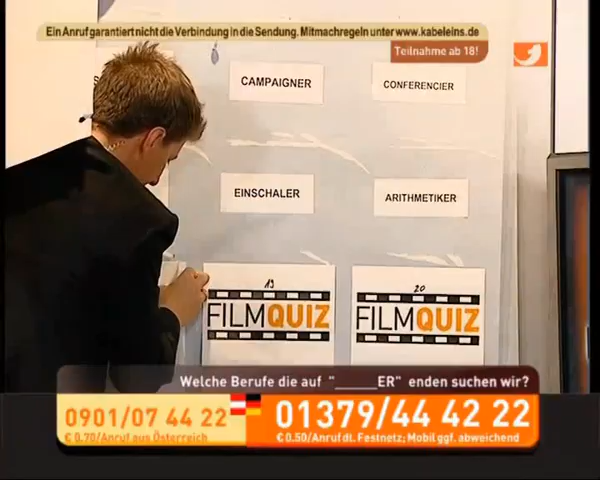 Ein Anruf garantiert nicht die Verbindung in die Sendung. Mitmachregeln unter www.kabeleins.de
Teilnahme ab 18!
CAMPAIGNER
CONFERENCIER
EINSCHALER
ARITHMETIKER
19
20
FILMQUIZ
FILMQUIZ
Welche Berufe die auf "______ER" enden suchen wir?
0901/07 44 22
01379/44 42 22
€ 0.70/Anruf aus Österreich
€ 0.50/Anruf dt. Festnetz; Mobil ggf. abweichend